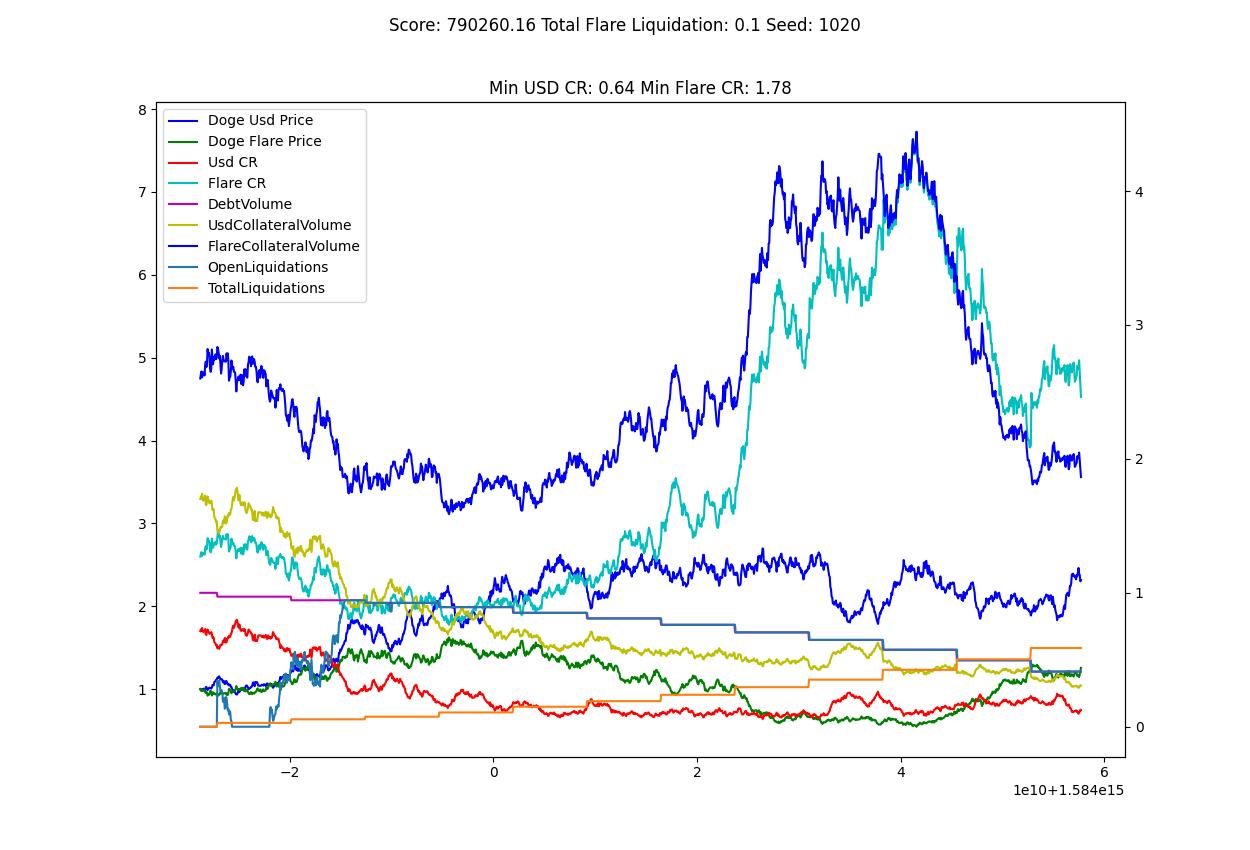 Score: 790260.16 Total Flare Liquidation: 0.1 Seed: 1020
Min USD CR: 0.64 Min Flare CR: 1.78
Doge Usd Price
Doge Flare Price
Usd CR
Flare CR
DebtVolume
UsdCollateralVolume
FlareCollateralVolume
OpenLiquidations
TotalLiquidations
8
7
6
5
4
3
2
1
4
3
2
1
0
−2
0
2
4
6
1e10+1.584e15